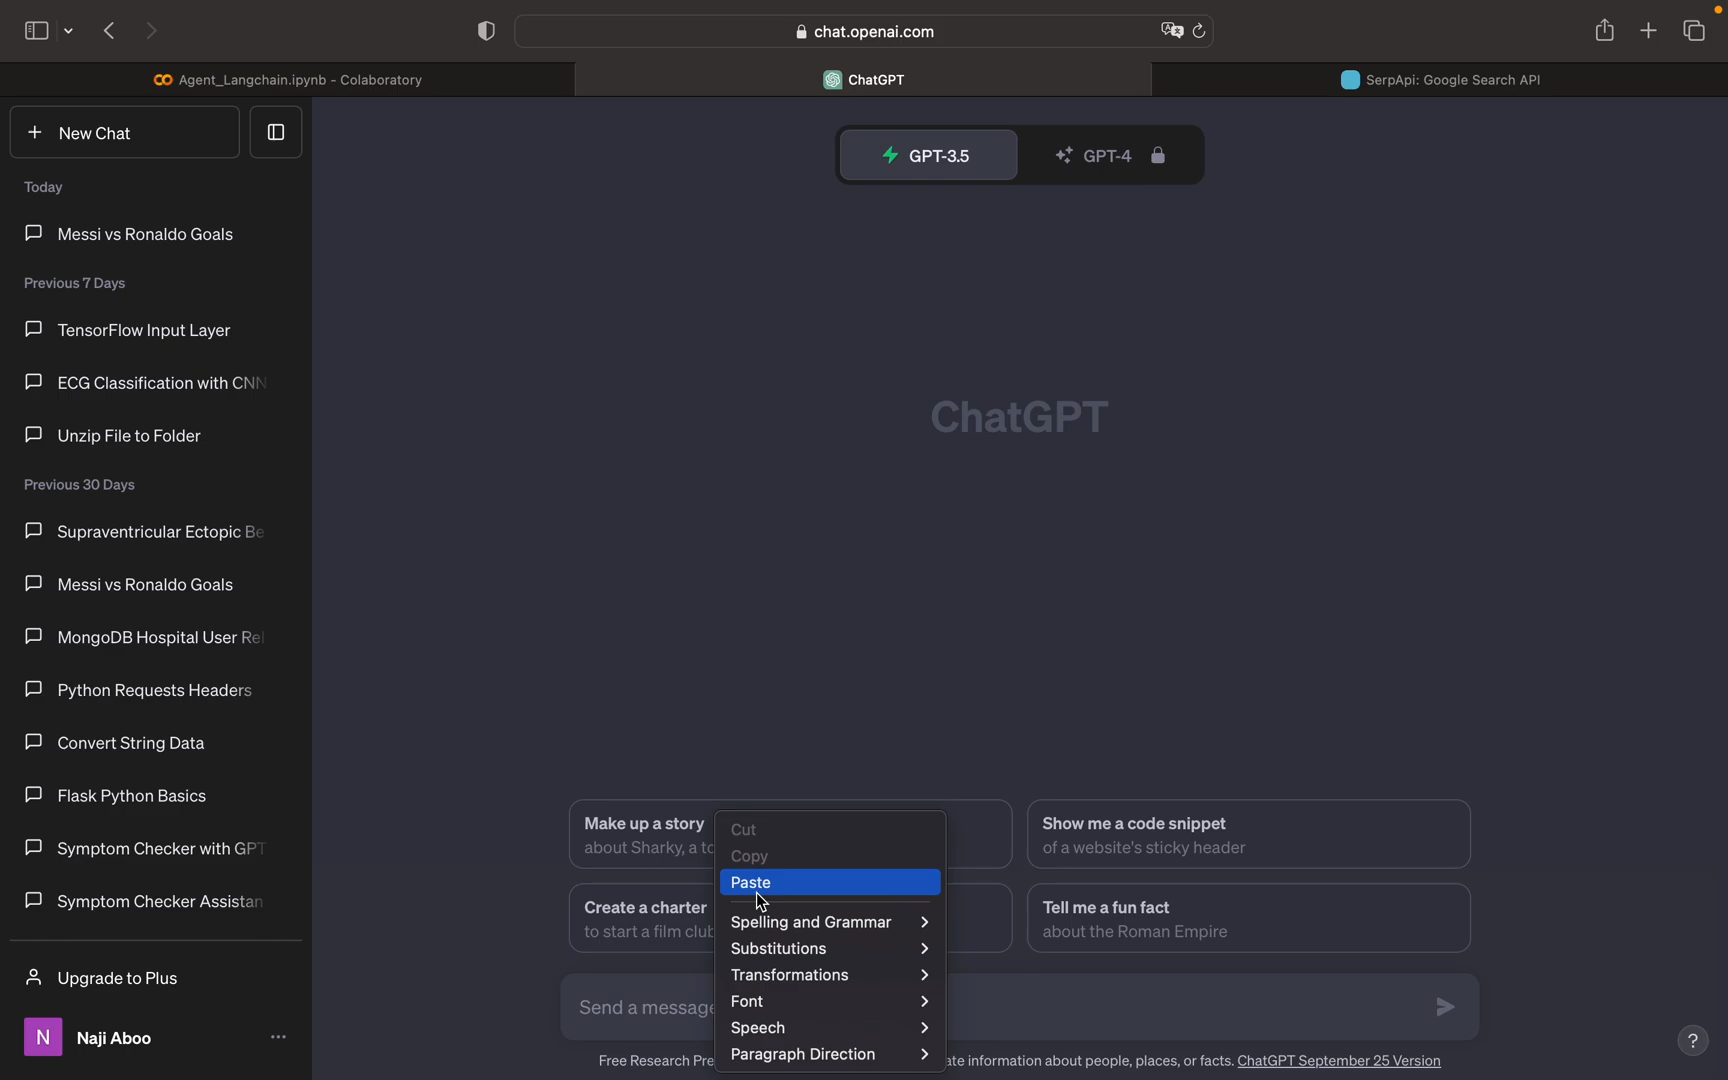 chat.openai.com
Agent_Langchain.ipynb - Colaboratory
ChatGPT
SerpApi: Google Search API
New Chat
Today
Messi vs Ronaldo Goals
Previous 7 Days
TensorFlow Input Layer
ECG Classification with CNN
Unzip File to Folder
Previous 30 Days
Supraventricular Ectopic Be
Messi vs Ronaldo Goals
MongoDB Hospital User Rel
Python Requests Headers
Convert String Data
Flask Python Basics
Symptom Checker with GPT
Symptom Checker Assistan
Upgrade to Plus
N
Naji Aboo
GPT-3.5
GPT-4
ChatGPT
Make up a story
about Sharky, a to
Show me a code snippet
of a website's sticky header
Create a charter
to start a film club
Tell me a fun fact
about the Roman Empire
Cut
Copy
Paste
Spelling and Grammar
Substitutions
Transformations
Font
Speech
Paragraph Direction
Send a message
Free Research Pre
ate information about people, places, or facts. ChatGPT September 25 Version
?